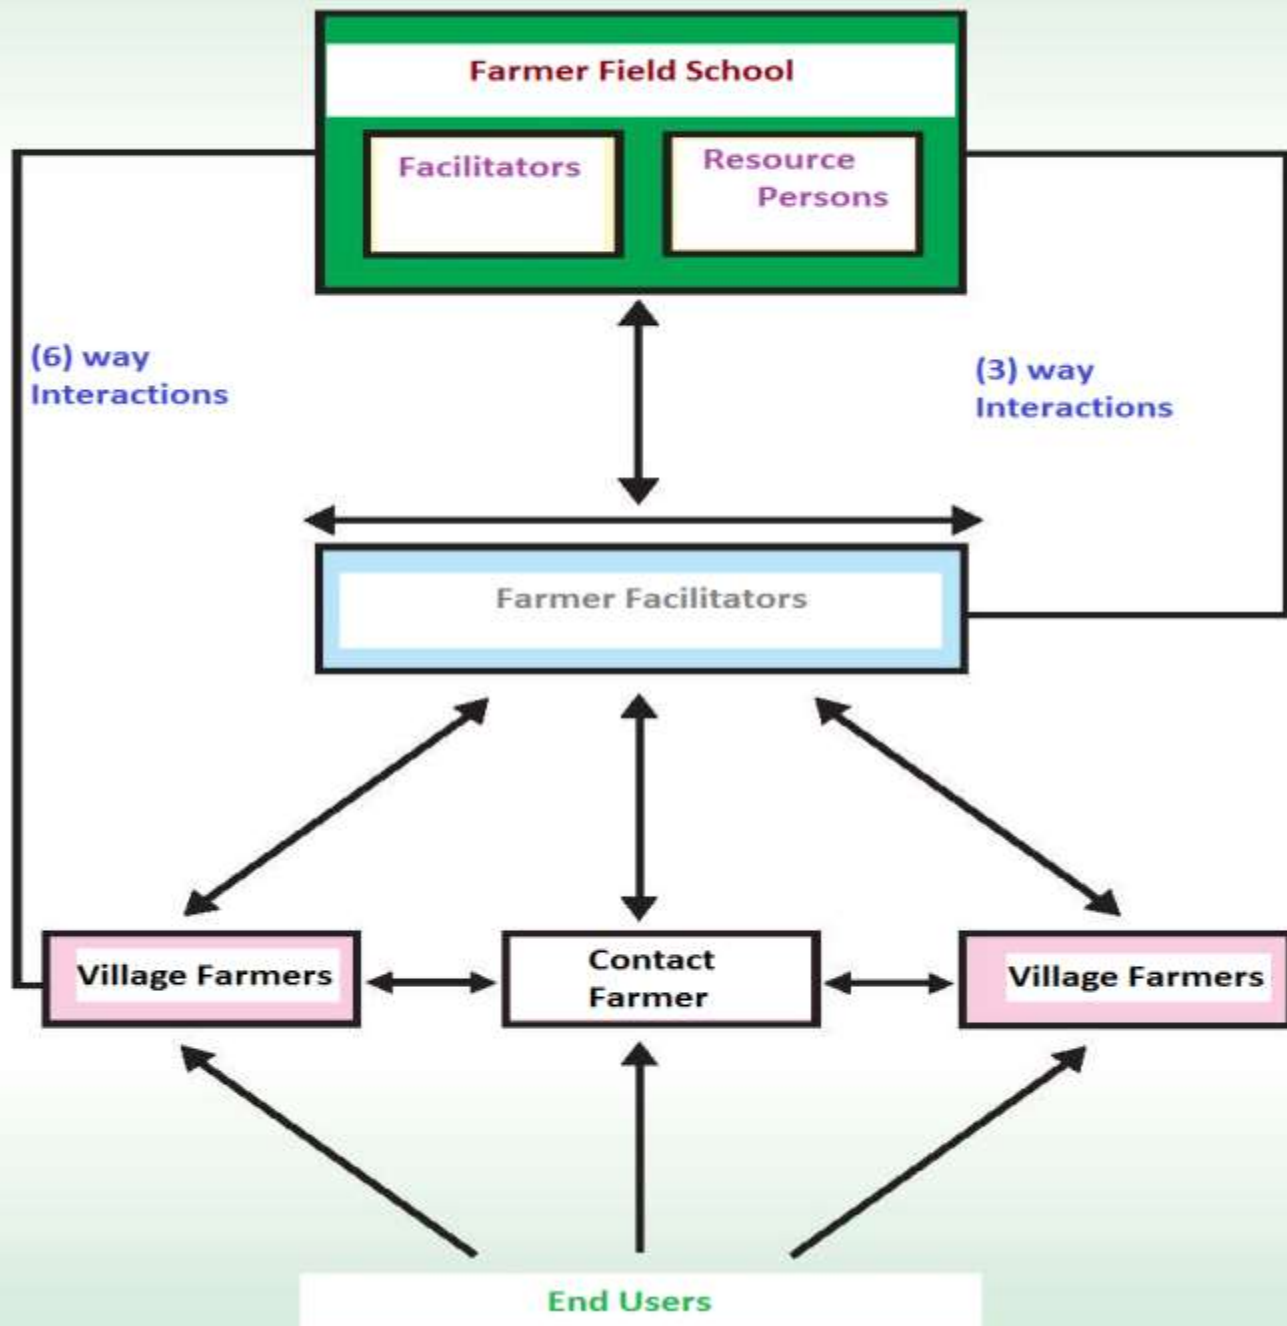 Farmer Field School
Facilitators
Resource
Persons
(6) way
Interactions
(3) way
Interactions
Farmer Facilitators
Village Farmers
Contact
Farmer
Village Farmers
End Users